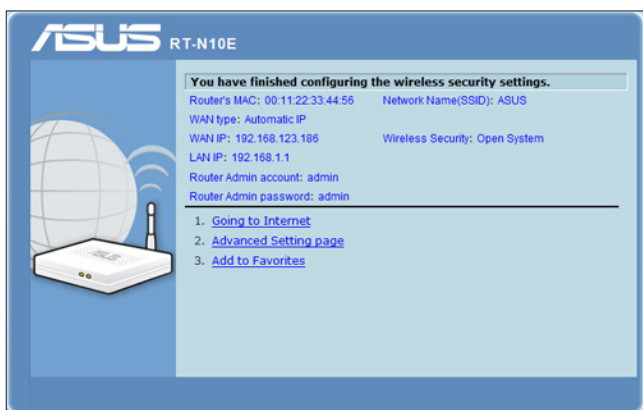 ASUS RT-N10E
You have finished configuring the wireless security settings.
Router's MAC: 00:11:22:33:44:56 Network Name(SSID): ASUS
WAN type: Automatic IP
WAN IP: 192.168.123.186 Wireless Security: Open System
LAN IP: 192.168.1.1
Router Admin account: admin
Router Admin password: admin
1. Going to Internet
2. Advanced Setting page
3. Add to Favorites
ASUS